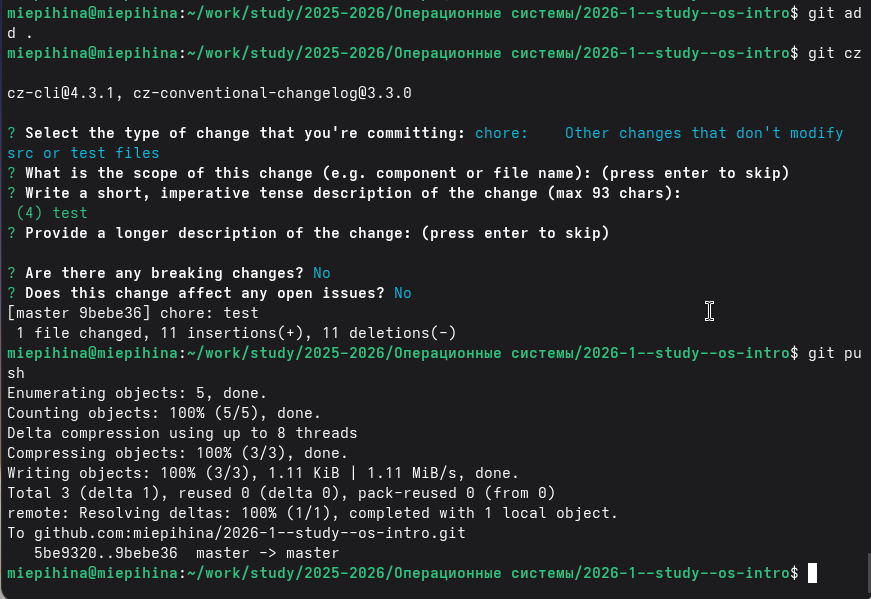 miepihina@miepihina:~/work/study/2025-2026/Операционные системы/2026-1--study--os-intro$ git ad
d .
miepihina@miepihina:~/work/study/2025-2026/Операционные системы/2026-1--study--os-intro$ git cz
cz-cli@4.3.1, cz-conventional-changelog@3.3.0
? Select the type of change that you're committing: chore:    Other changes that don't modify
src or test files
? What is the scope of this change (e.g. component or file name): (press enter to skip)
? Write a short, imperative tense description of the change (max 93 chars):
 (4) test
? Provide a longer description of the change: (press enter to skip)
? Are there any breaking changes? No
? Does this change affect any open issues? No
[master 9bebe36] chore: test
 1 file changed, 11 insertions(+), 11 deletions(-)
miepihina@miepihina:~/work/study/2025-2026/Операционные системы/2026-1--study--os-intro$ git pu
sh
Enumerating objects: 5, done.
Counting objects: 100% (5/5), done.
Delta compression using up to 8 threads
Compressing objects: 100% (3/3), done.
Writing objects: 100% (3/3), 1.11 KiB | 1.11 MiB/s, done.
Total 3 (delta 1), reused 0 (delta 0), pack-reused 0 (from 0)
remote: Resolving deltas: 100% (1/1), completed with 1 local object.
To github.com:miepihina/2026-1--study--os-intro.git
   5be9320..9bebe36  master -> master
miepihina@miepihina:~/work/study/2025-2026/Операционные системы/2026-1--study--os-intro$